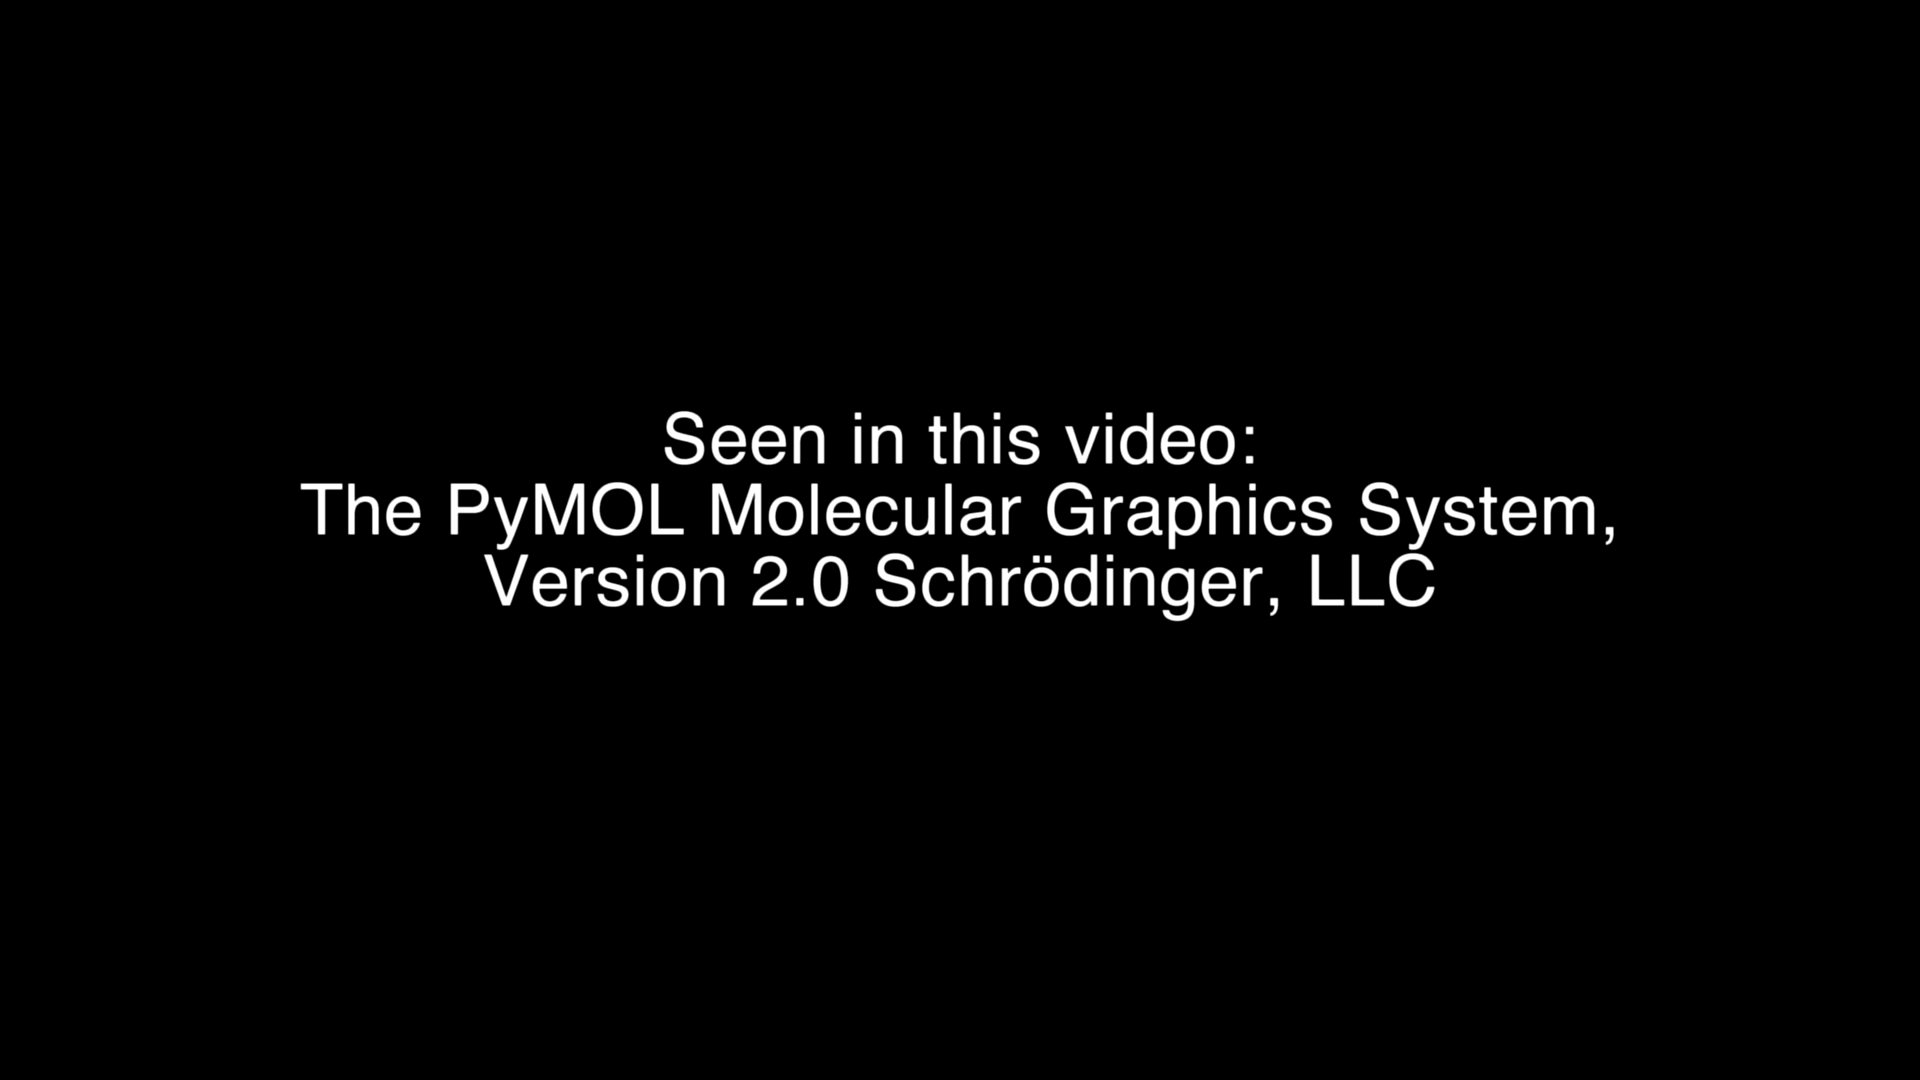 Seen in this video:
The PyMOL Molecular Graphics System,
Version 2.0 Schrödinger, LLC